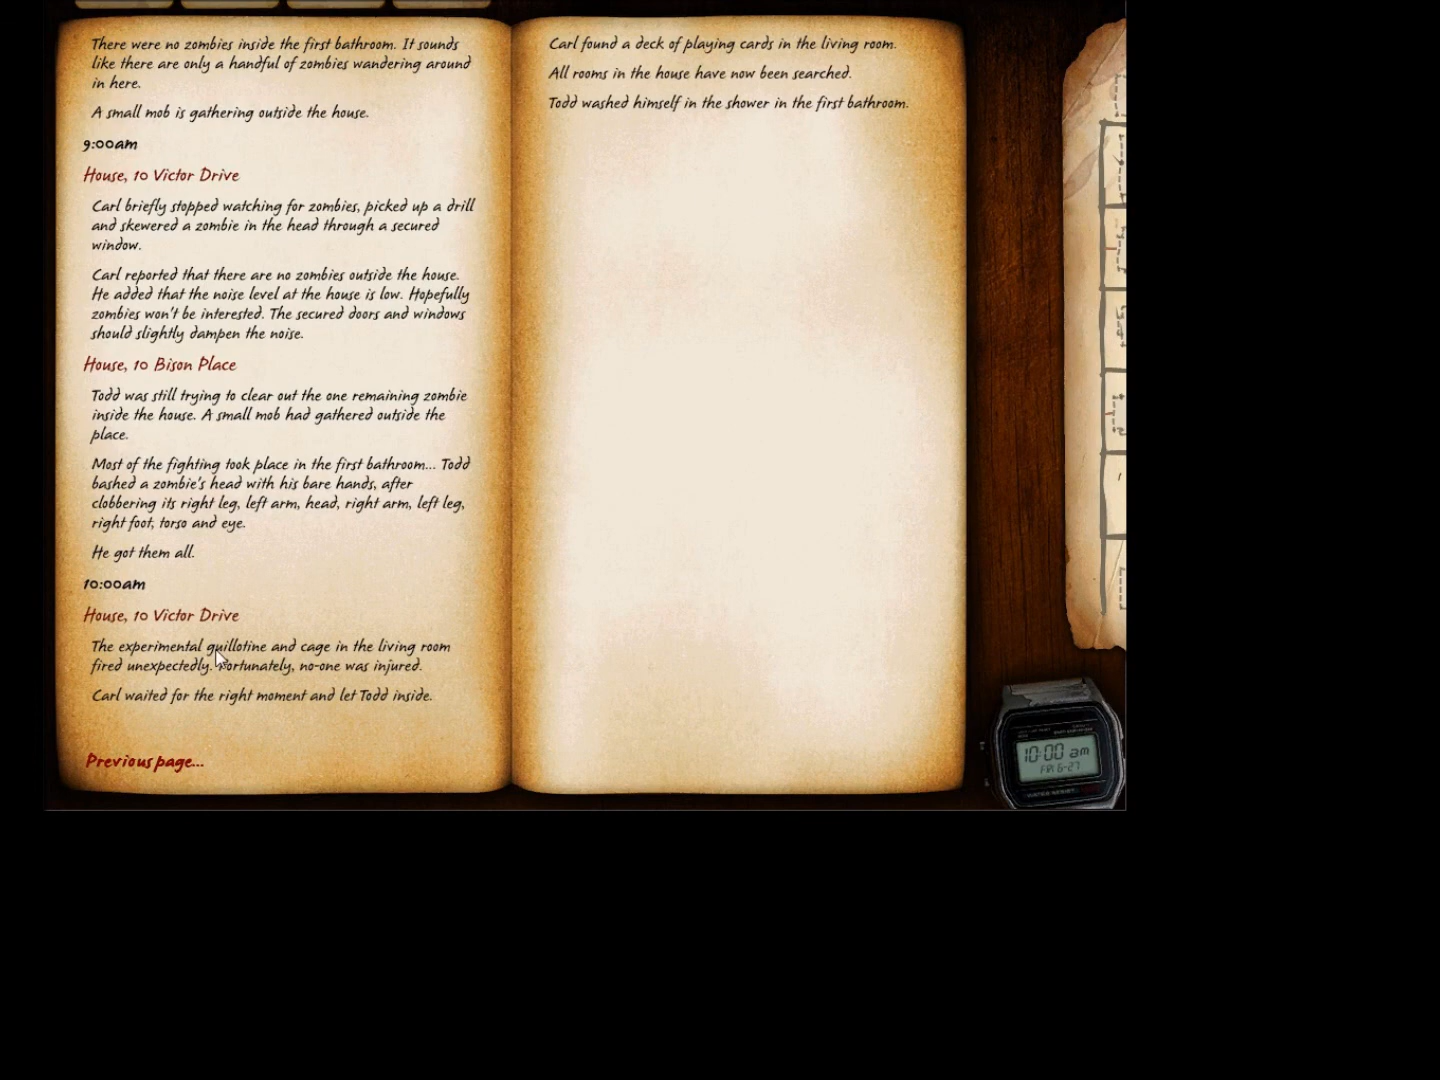 There were no zombies inside the first bathroom. It sounds
like there are only a handful of zombies wandering around
in here.
A small mob is gathering outside the house.
9:00am
House, 10 Victor Drive
Carl briefly stopped watching for zombies, picked up a drill
and skewered a zombie in the head through a secured
window.
Carl reported that there are no zombies outside the house.
He added that the noise level at the house is low. Hopefully
zombies won't be interested. The secured doors and windows
should slightly dampen the noise.
House, 10 Bison Place
Todd was still trying to clear out the one remaining zombie
inside the house. A small mob had gathered outside the
place.
Most of the fighting took place in the first bathroom... Todd
bashed a zombie's head with his bare hands, after
clobbering its right leg, left arm, head, right arm, left leg,
right foot, torso and eye.
He got them all.
10:00am
House, 10 Victor Drive
The experimental guillotine and cage in the living room
fired unexpectedly. Fortunately, no-one was injured.
Carl waited for the right moment and let Todd inside.
Previous page...
Carl found a deck of playing cards in the living room.
All rooms in the house have now been searched.
Todd washed himself in the shower in the first bathroom.
10:00 am
FRI 6-27